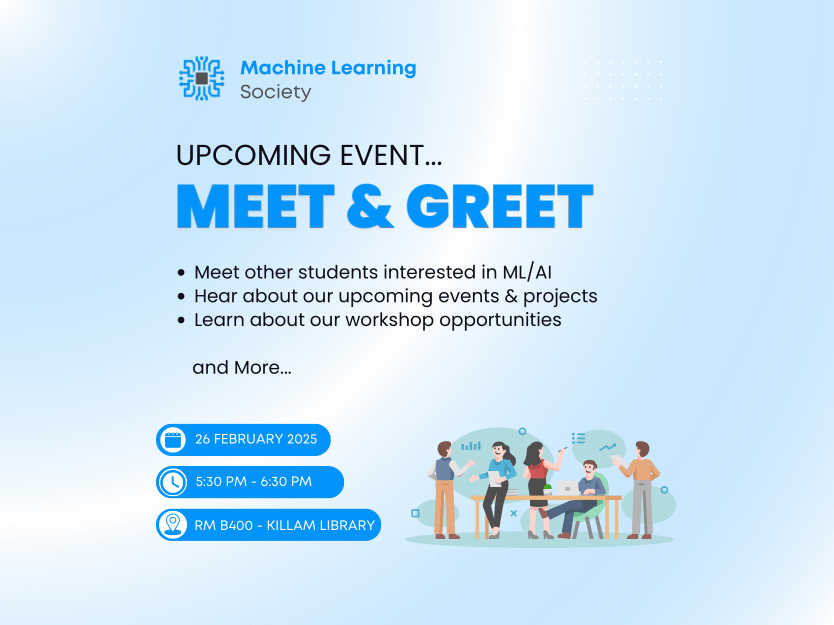 Machine Learning
Society
UPCOMING EVENT...
MEET & GREET
• Meet other students interested in ML/AI
• Hear about our upcoming events & projects
• Learn about our workshop opportunities
and More...
26 FEBRUARY 2025
5:30 PM - 6:30 PM
RM B400 - KILLAM LIBRARY